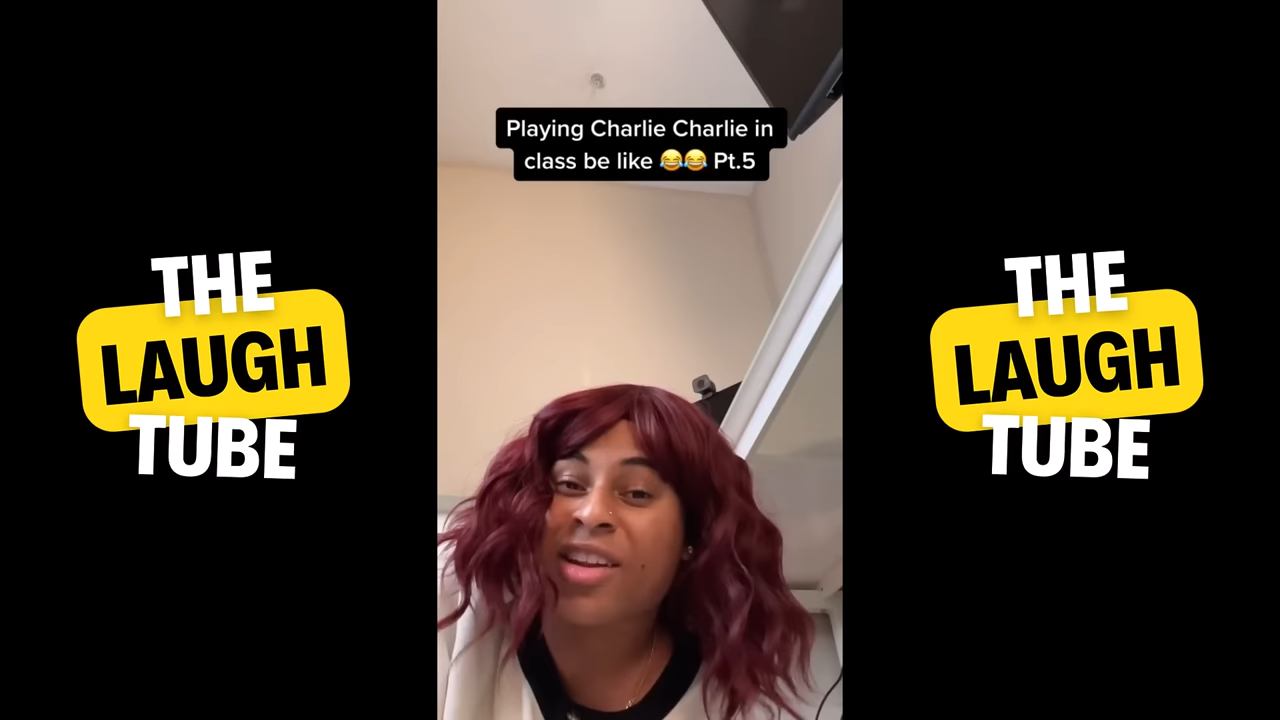 Playing Charlie Charlie in
class be like 😂😂 Pt.5
THE
LAUGH
TUBE
THE
LAUGH
TUBE